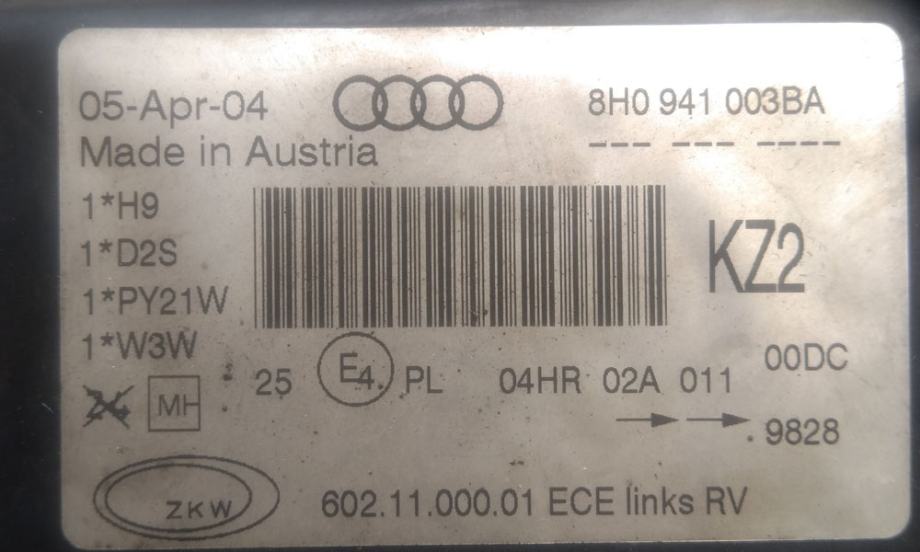 05-Apr-04
8H0 941 003BA
Made in Austria
--- --- ----
1*H9
1*D2S
1*PY21W
1*W3W
KZ2
00DC
25 E4. PL 04HR 02A 011
MH
.9828
ZKW
602.11.000.01 ECE links RV